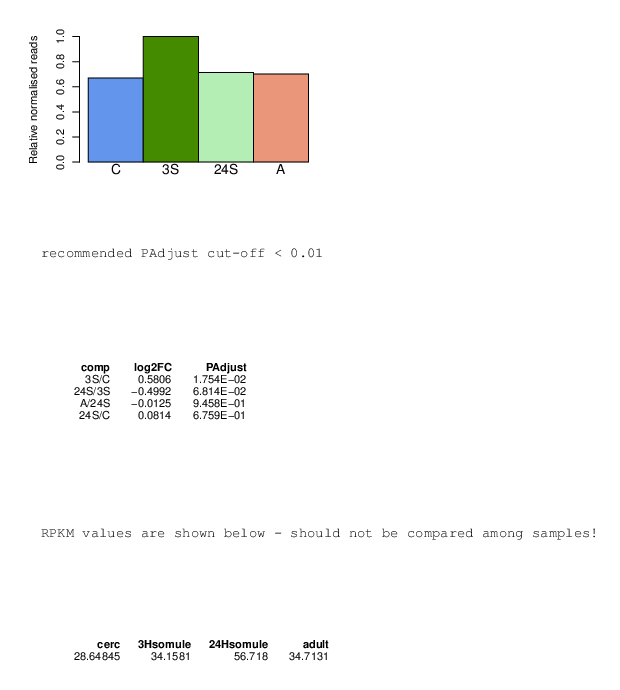 Relative normalised reads
1.0
0.8
0.6
0.4
0.2
0.0
C 3S 24S A
recommended PAdjust cut-off < 0.01
comp log2FC PAdjust
3S/C 0.5806 1.754E−02
24S/3S −0.4992 6.814E−02
A/24S −0.0125 9.458E−01
24S/C 0.0814 6.759E−01
RPKM values are shown below - should not be compared among samples!
cerc 3Hsomule 24Hsomule adult
28.64845 34.1581 56.718 34.7131